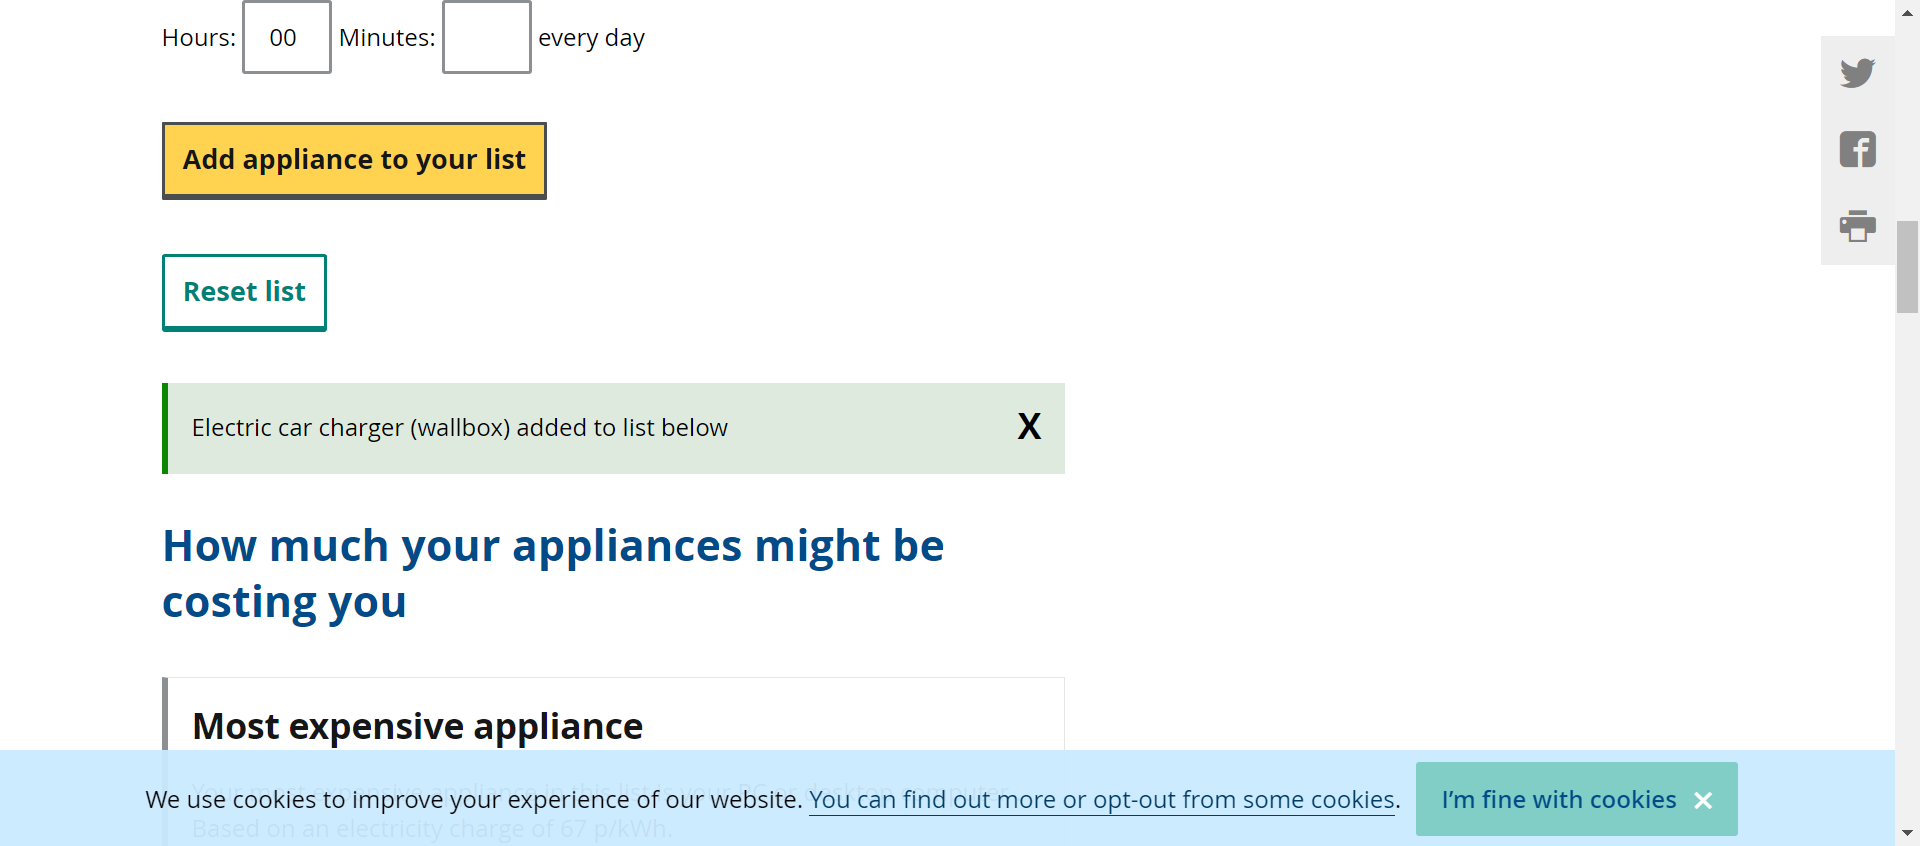 Hours: 00 Minutes: every day
Add appliance to your list
Reset list
Electric car charger (wallbox) added to list below X
How much your appliances might be
costing you
Most expensive appliance
We use cookies to improve your experience of our website. You can find out more or opt-out from some cookies. I’m fine with cookies
Based on an electricity charge of 67 p/kWh.